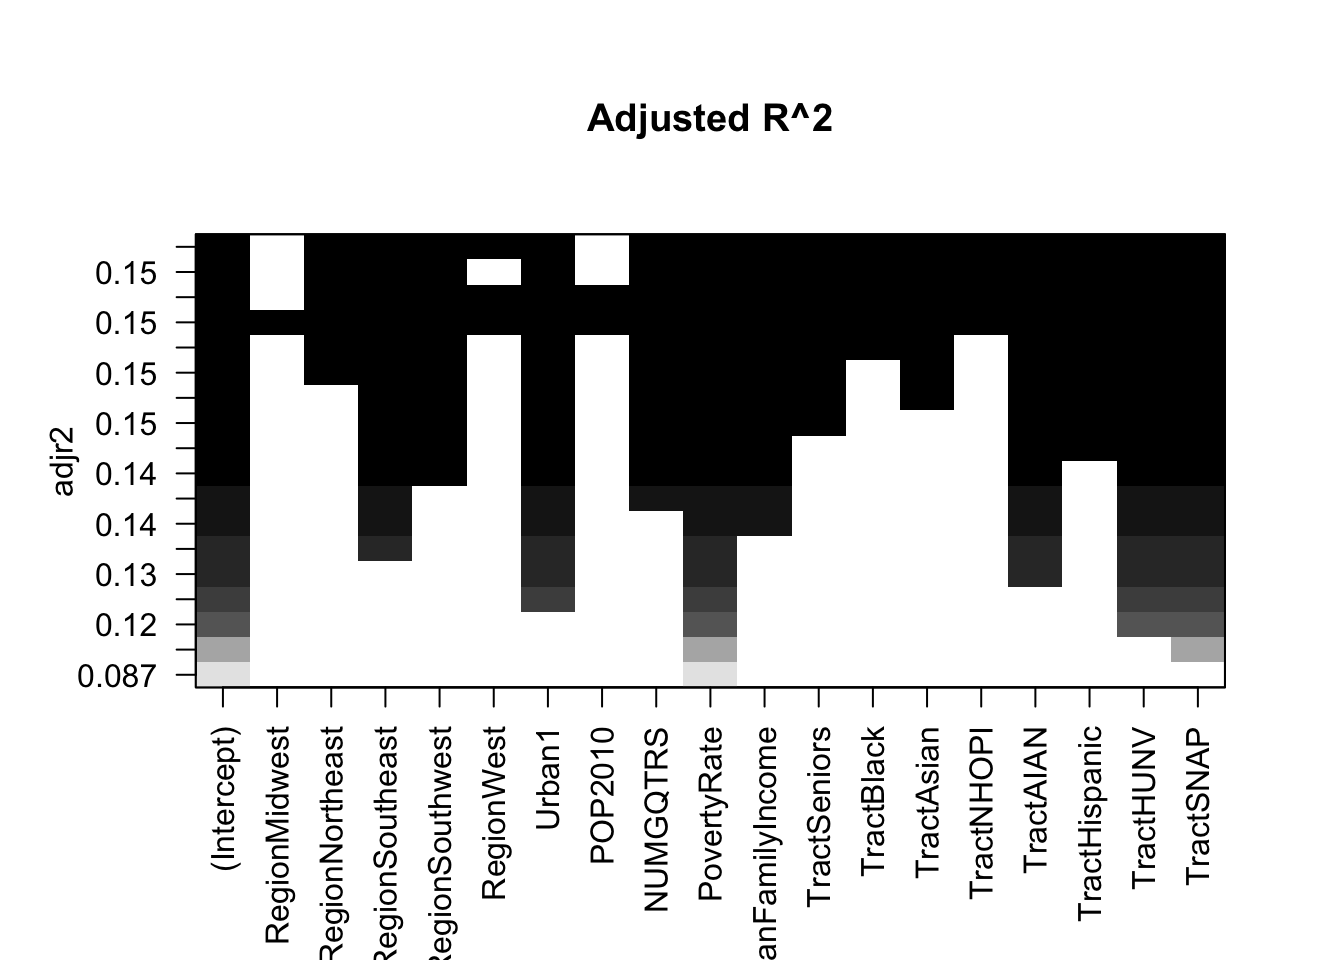 Adjusted R^2
adjr2
0.15
0.15
0.15
0.15
0.14
0.14
0.13
0.12
0.087
(Intercept)
RegionMidwest
RegionNortheast
RegionSoutheast
RegionSouthwest
RegionWest
Urban1
POP2010
NUMGQTRS
PovertyRate
anFamilyIncome
TractSeniors
TractBlack
TractAsian
TractNHOPI
TractAIAN
TractHispanic
TractHUNV
TractSNAP